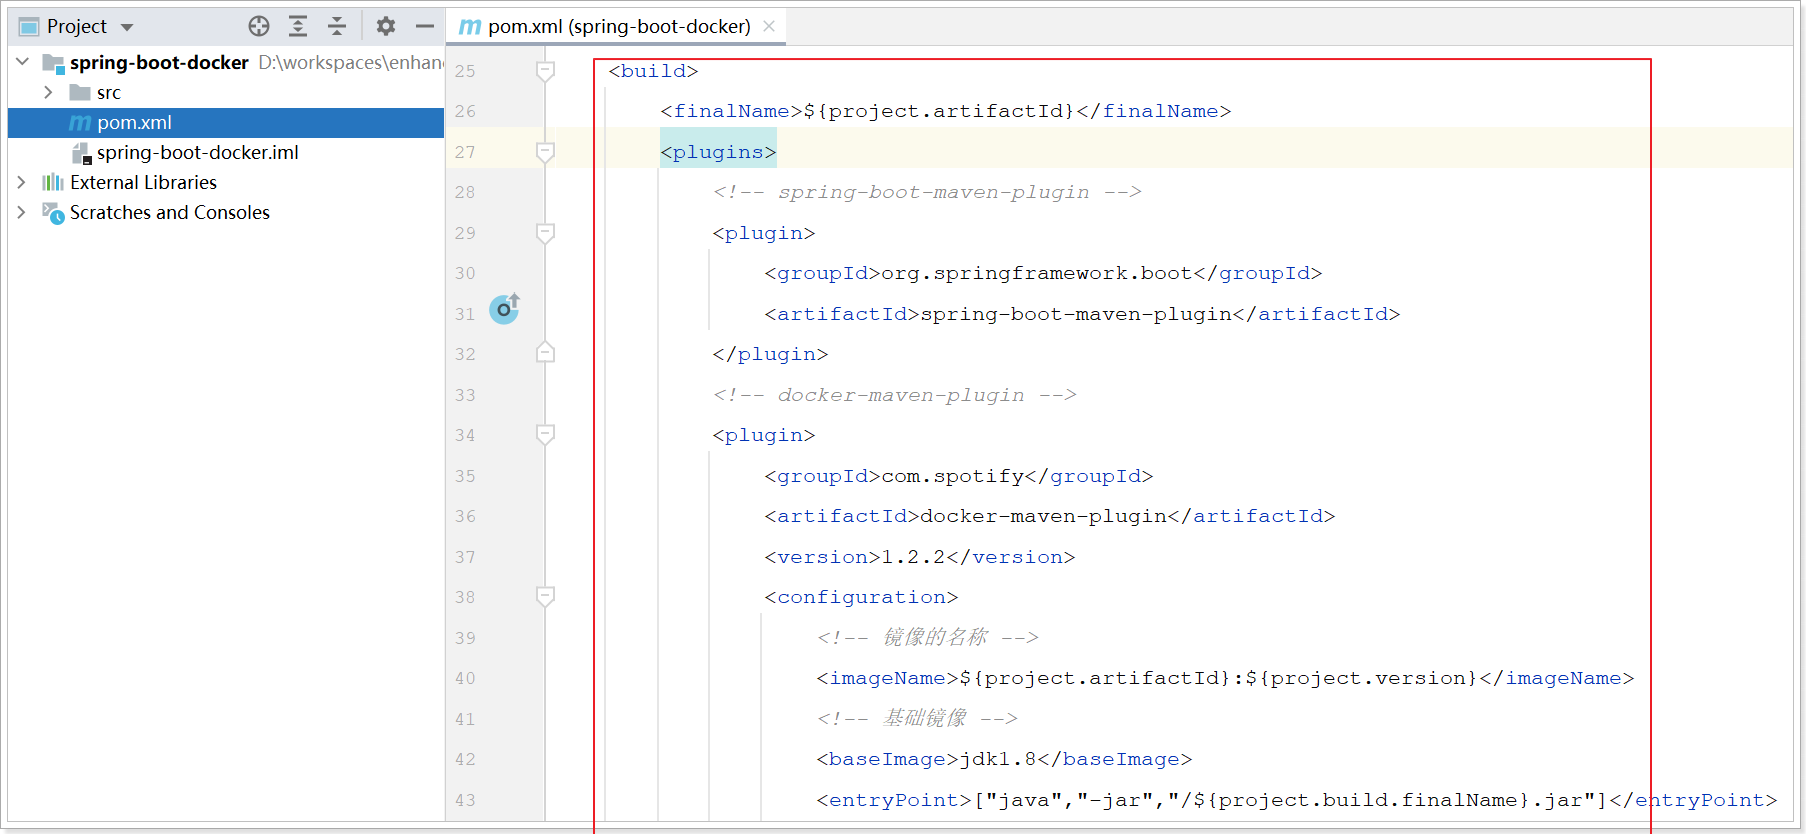 Project
spring-boot-docker D:\workspaces\enhan
src
pom.xml
spring-boot-docker.iml
External Libraries
Scratches and Consoles
pom.xml (spring-boot-docker)
25 <build>
26 <finalName>${project.artifactId}</finalName>
27 <plugins>
28 <!-- spring-boot-maven-plugin -->
29 <plugin>
30 <groupId>org.springframework.boot</groupId>
31 <artifactId>spring-boot-maven-plugin</artifactId>
32 </plugin>
33 <!-- docker-maven-plugin -->
34 <plugin>
35 <groupId>com.spotify</groupId>
36 <artifactId>docker-maven-plugin</artifactId>
37 <version>1.2.2</version>
38 <configuration>
39 <!-- 镜像的名称 -->
40 <imageName>${project.artifactId}:${project.version}</imageName>
41 <!-- 基础镜像 -->
42 <baseImage>jdk1.8</baseImage>
43 <entryPoint>["java","-jar","/${project.build.finalName}.jar"]</entryPoint>